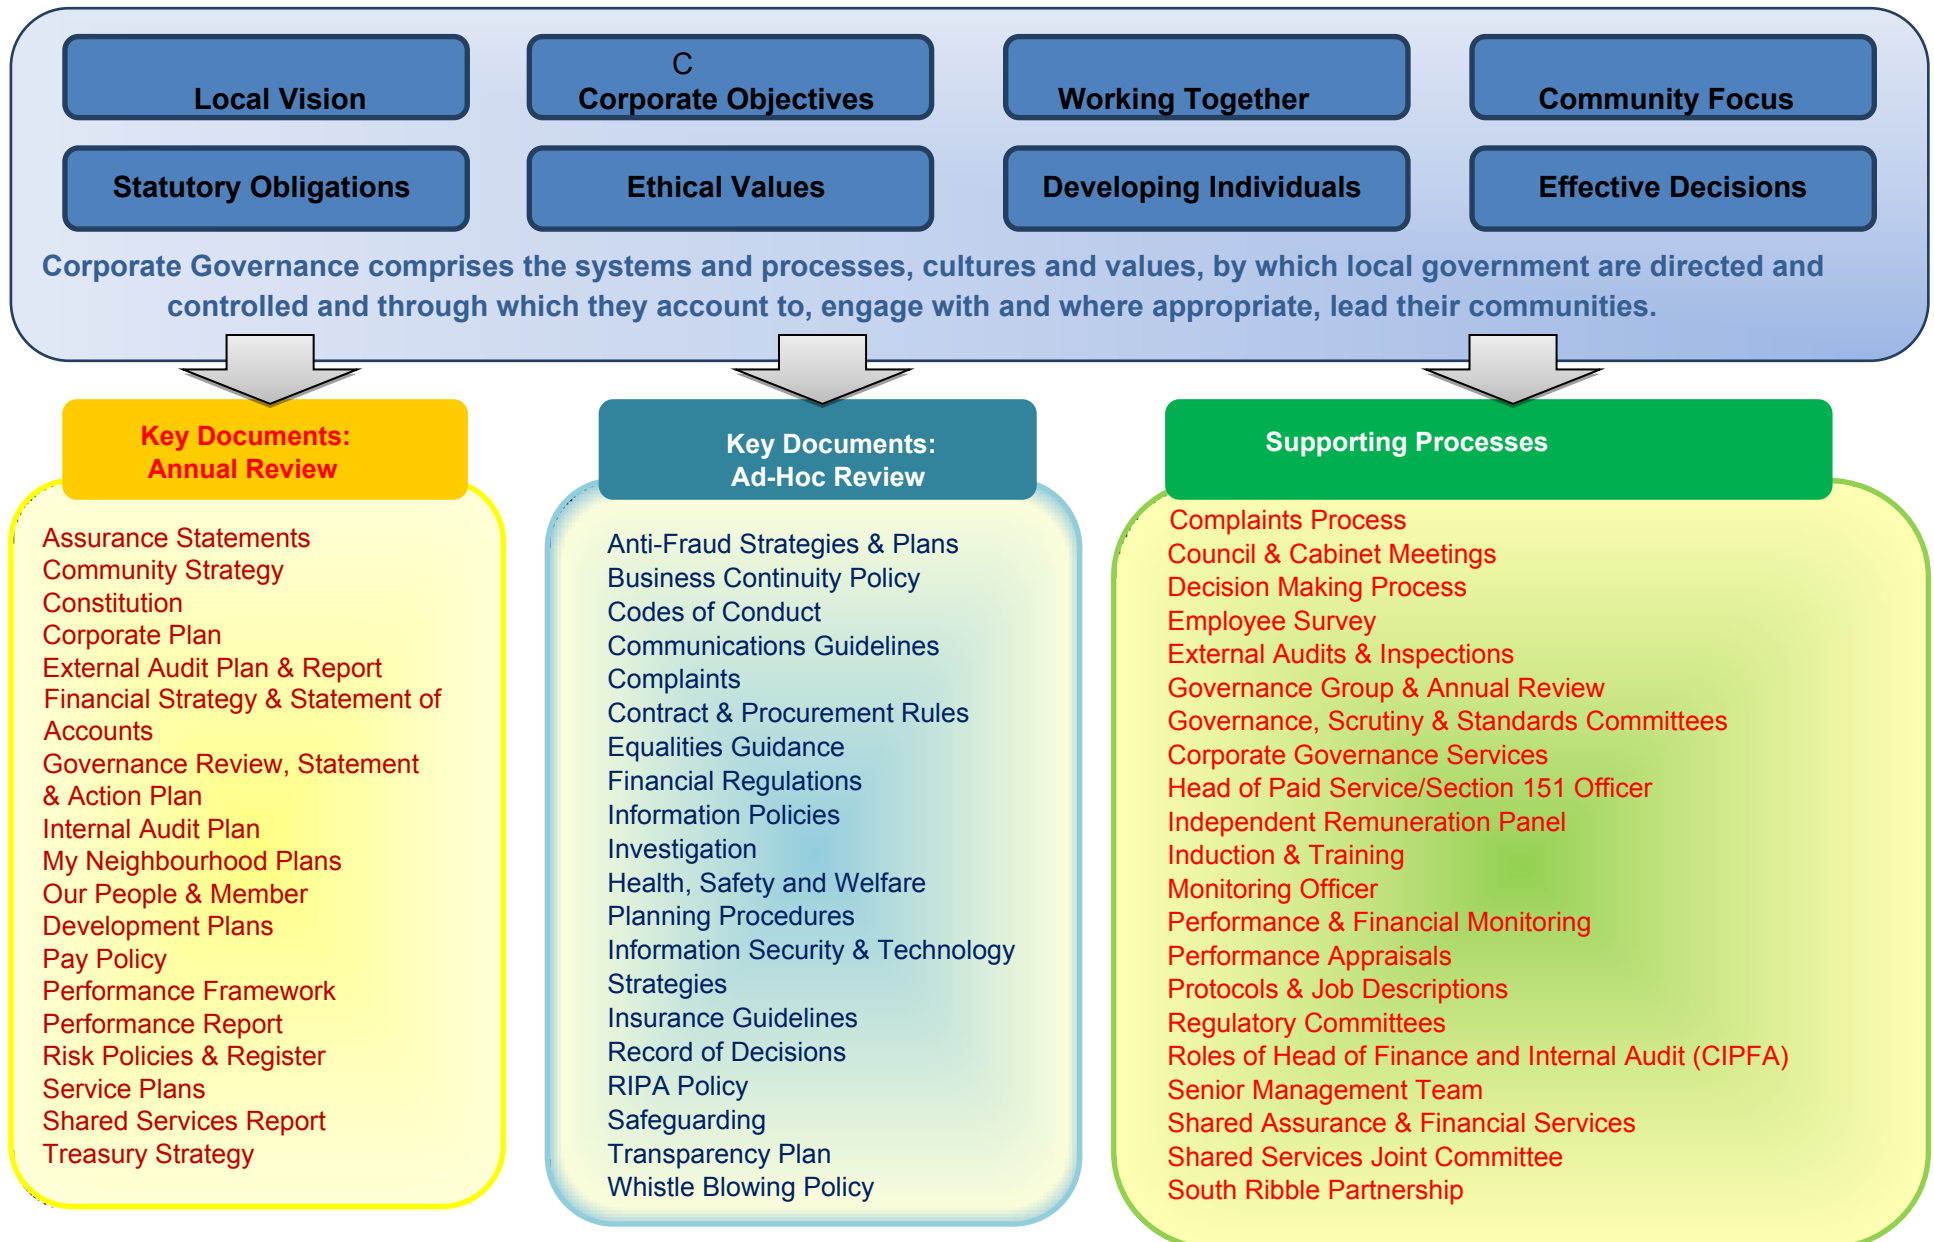 C
Local Vision
Corporate Objectives
Working Together
Community Focus
Statutory Obligations
Ethical Values
Developing Individuals
Effective Decisions
Corporate Governance comprises the systems and processes, cultures and values, by which local government are directed and
controlled and through which they account to, engage with and where appropriate, lead their communities.
Key Documents:
Annual Review
Assurance Statements
Community Strategy
Constitution
Corporate Plan
External Audit Plan & Report
Financial Strategy & Statement of
Accounts
Governance Review, Statement
& Action Plan
Internal Audit Plan
My Neighbourhood Plans
Our People & Member
Development Plans
Pay Policy
Performance Framework
Performance Report
Risk Policies & Register
Service Plans
Shared Services Report
Treasury Strategy
Key Documents:
Ad-Hoc Review
Anti-Fraud Strategies & Plans
Business Continuity Policy
Codes of Conduct
Communications Guidelines
Complaints
Contract & Procurement Rules
Equalities Guidance
Financial Regulations
Information Policies
Investigation
Health, Safety and Welfare
Planning Procedures
Information Security & Technology
Strategies
Insurance Guidelines
Record of Decisions
RIPA Policy
Safeguarding
Transparency Plan
Whistle Blowing Policy
Supporting Processes
Complaints Process
Council & Cabinet Meetings
Decision Making Process
Employee Survey
External Audits & Inspections
Governance Group & Annual Review
Governance, Scrutiny & Standards Committees
Corporate Governance Services
Head of Paid Service/Section 151 Officer
Independent Remuneration Panel
Induction & Training
Monitoring Officer
Performance & Financial Monitoring
Performance Appraisals
Protocols & Job Descriptions
Regulatory Committees
Roles of Head of Finance and Internal Audit (CIPFA)
Senior Management Team
Shared Assurance & Financial Services
Shared Services Joint Committee
South Ribble Partnership